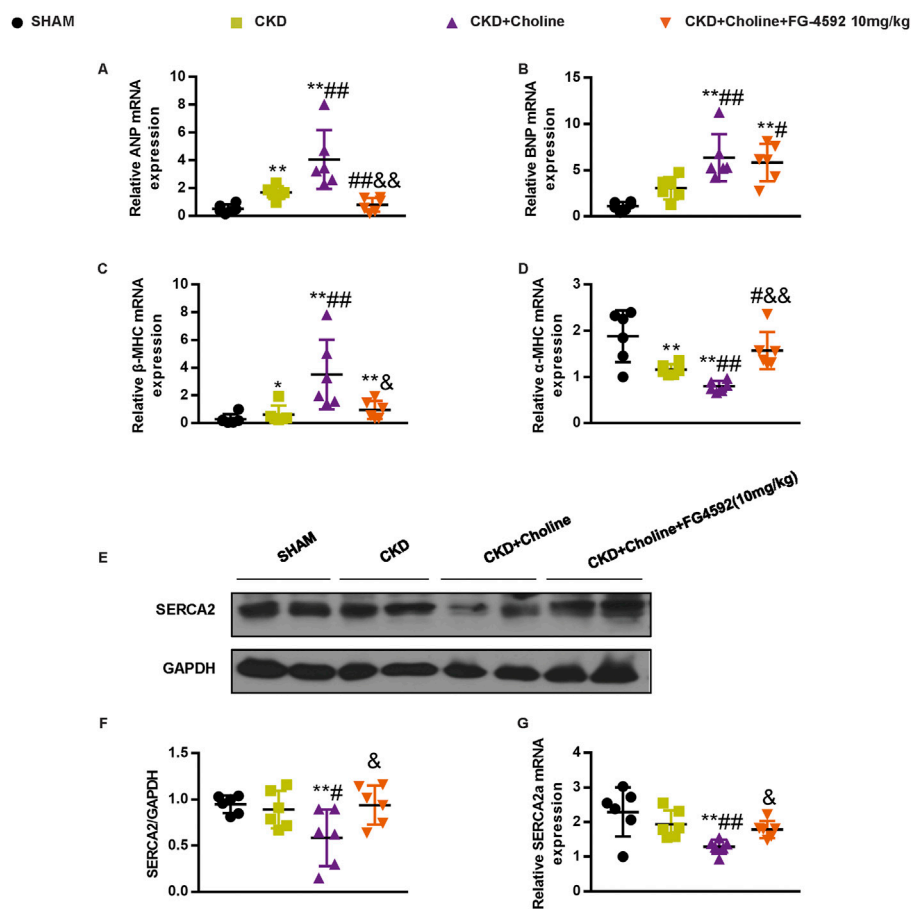 SHAM CKD CKD+Choline CKD+Choline+FG-4592 10mg/kg
A
Relative ANP mRNA
expression
10
8
6
4
2
0
**
**##
##&&
B
Relative BNP mRNA
expression
15
10
5
0
**##
**#
C
Relative β-MHC mRNA
expression
10
8
6
4
2
0
*
**##
**&
D
Relative α-MHC mRNA
expression
3
2
1
0
**
**##
#&&
E
SHAM
CKD
CKD+Choline
CKD+Choline+FG4592(10mg/kg)
SERCA2
GAPDH
F
SERCA2/GAPDH
1.5
1.0
0.5
0.0
**#
&
G
Relative SERCA2a mRNA
expression
4
3
2
1
0
**##
&